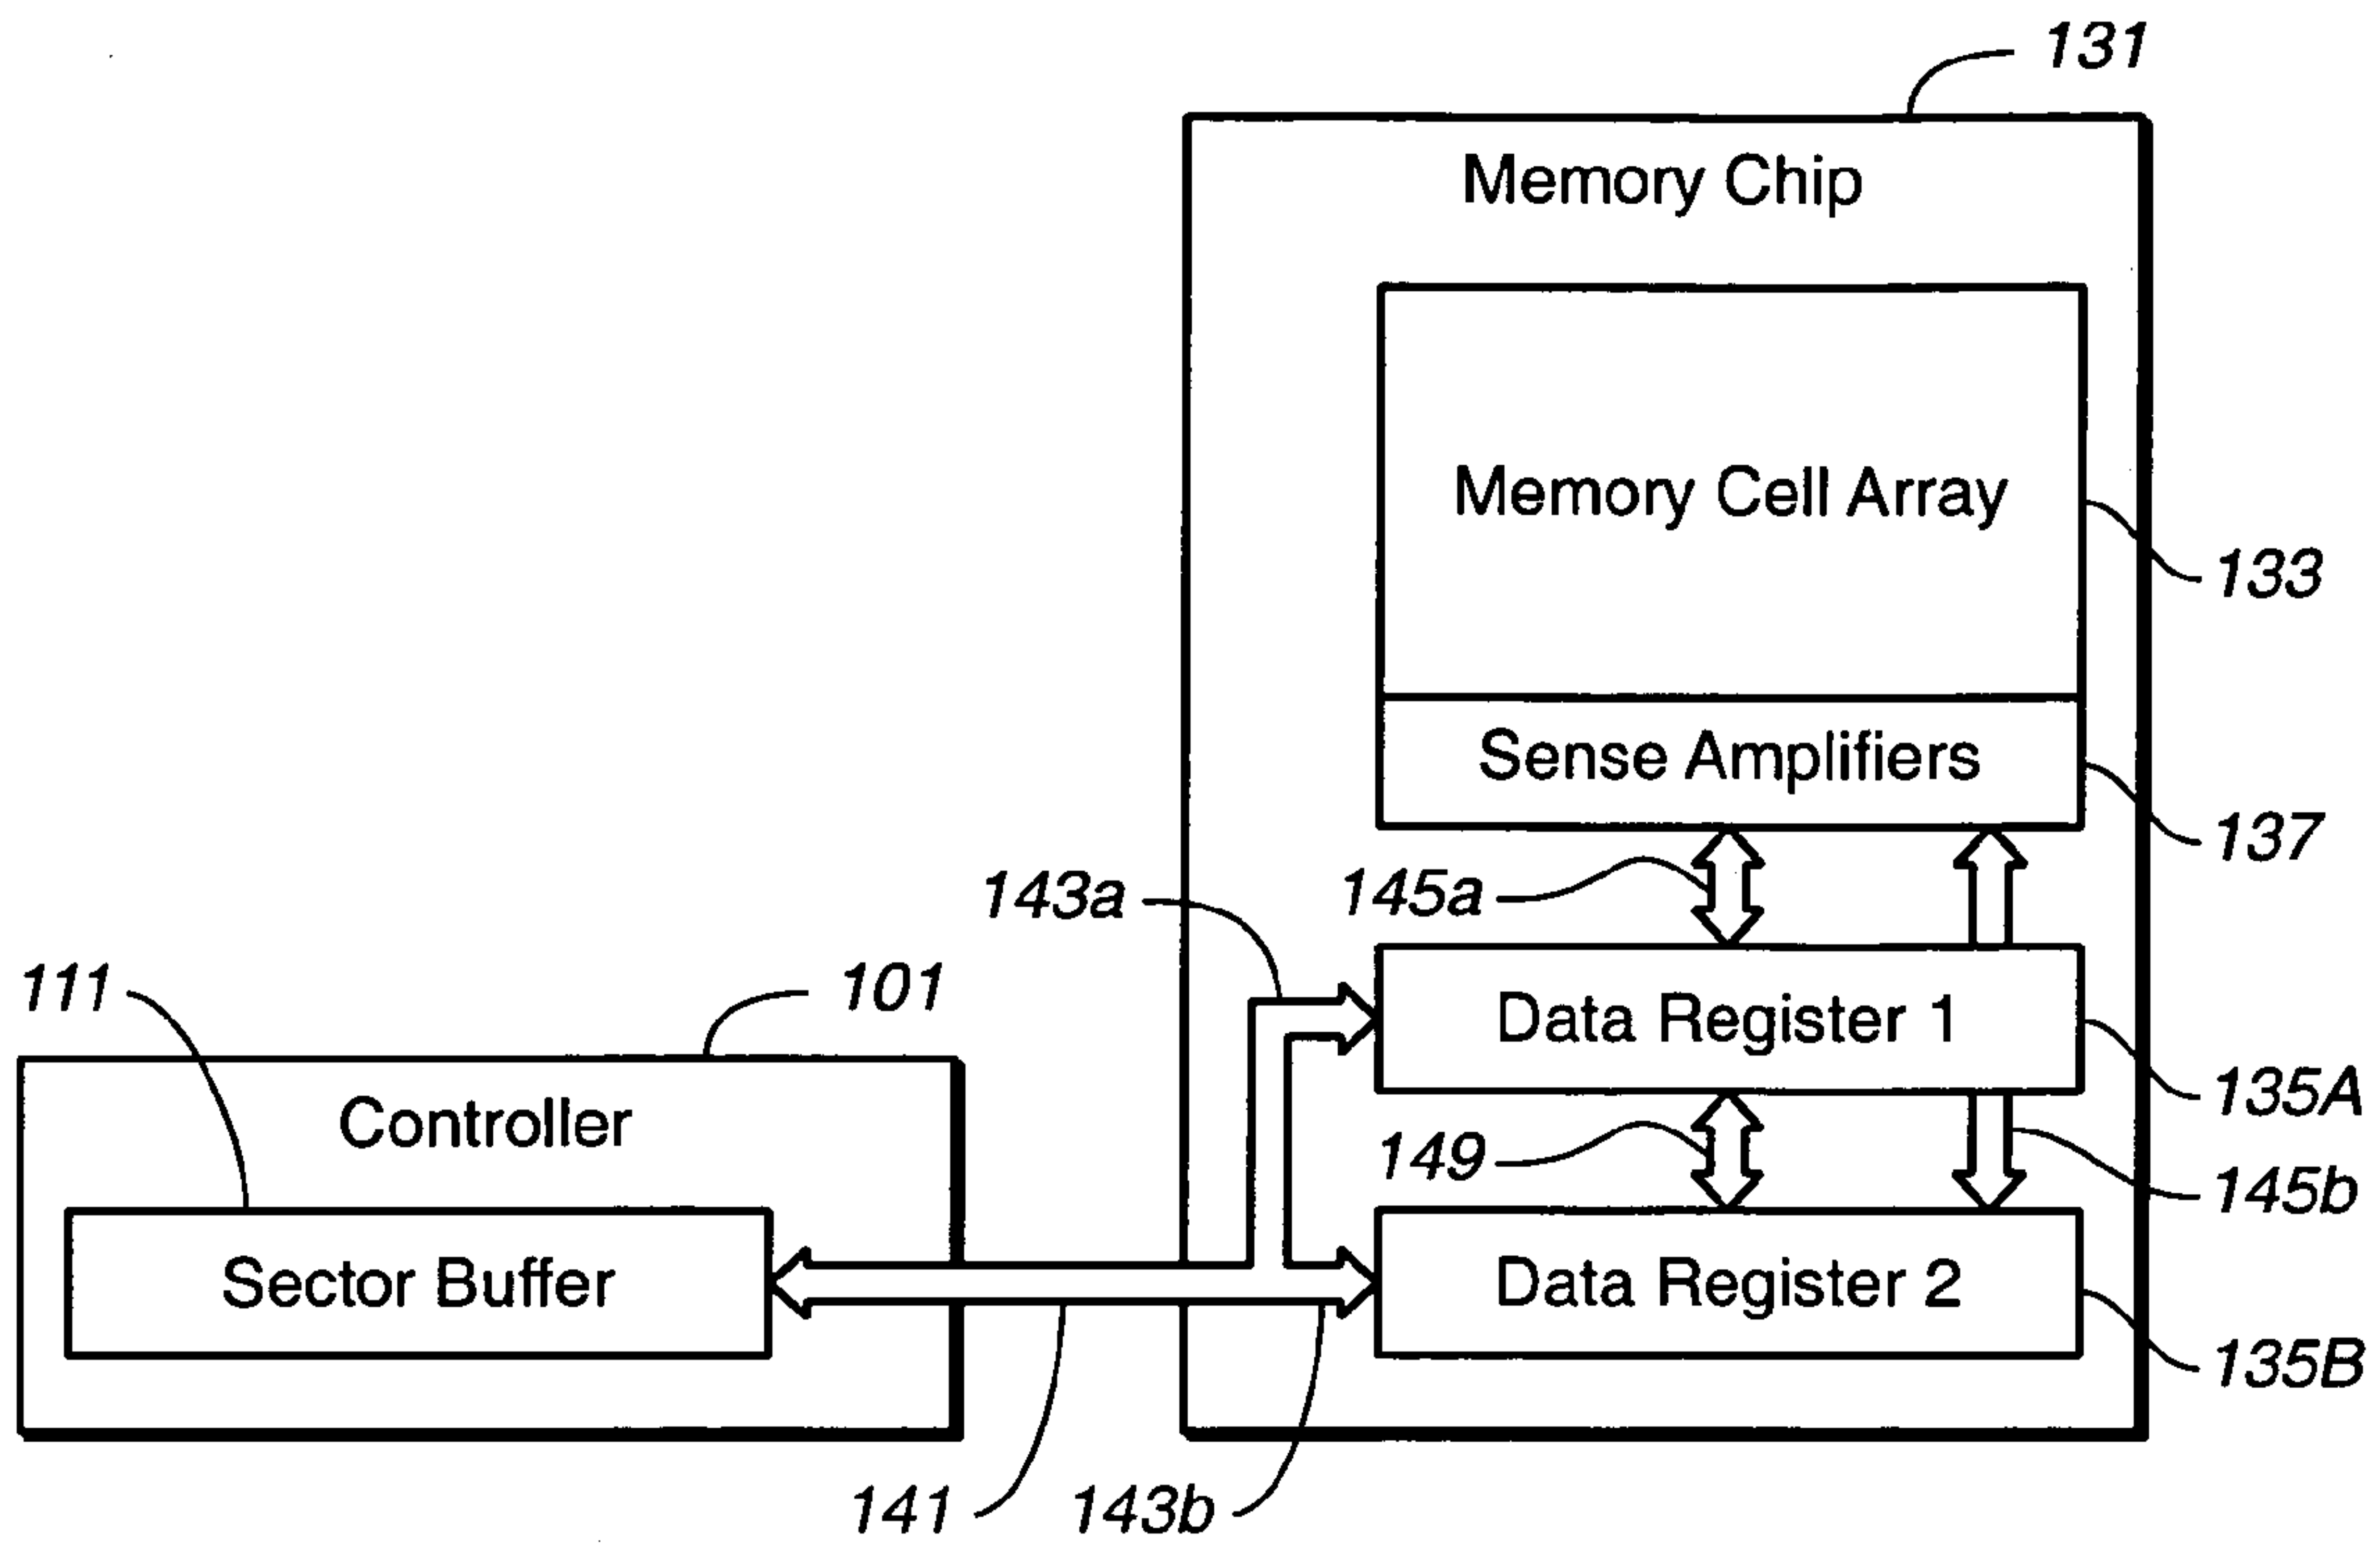 131
Memory Chip
Memory Cell Array
133
Sense Amplifiers
137
143a
145a
111
101
Data Register 1
135A
Controller
149
145b
Sector Buffer
Data Register 2
135B
141
143b